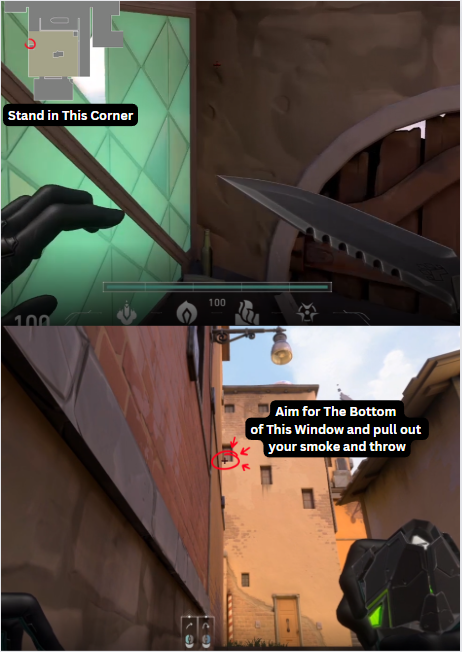 Stand in This Corner
100
100
Aim for The Bottom
of This Window and pull out
your smoke and throw